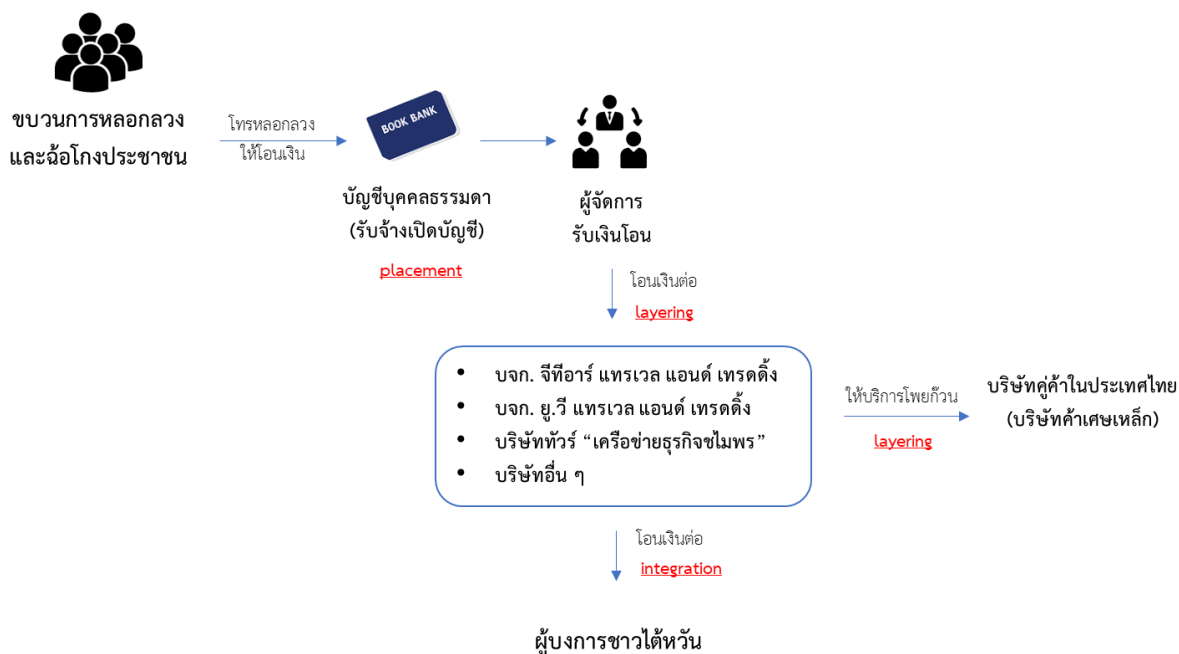 ขบวนการหลอกลวง
และฉ้อโกงประชาชน
โทรหลอกลวง
ให้โอนเงิน
BOOK BANK
บัญชีบุคคลธรรมดา
(รับจ้างเปิดบัญชี)
placement
ผู้จัดการ
รับเงินโอน
โอนเงินต่อ
layering
• บจก. จีทีอาร์ แทรเวล แอนด์ เทรดดิ้ง
• บจก. ยู.วี แทรเวล แอนด์ เทรดดิ้ง
• บริษัททัวร์ “เครือข่ายธุรกิจชไมพร”
• บริษัทอื่น ๆ
ให้บริการโพยก๊วน
layering
บริษัทคู่ค้าในประเทศไทย
(บริษัทค้าเศษเหล็ก)
โอนเงินต่อ
integration
ผู้บงการชาวไต้หวัน